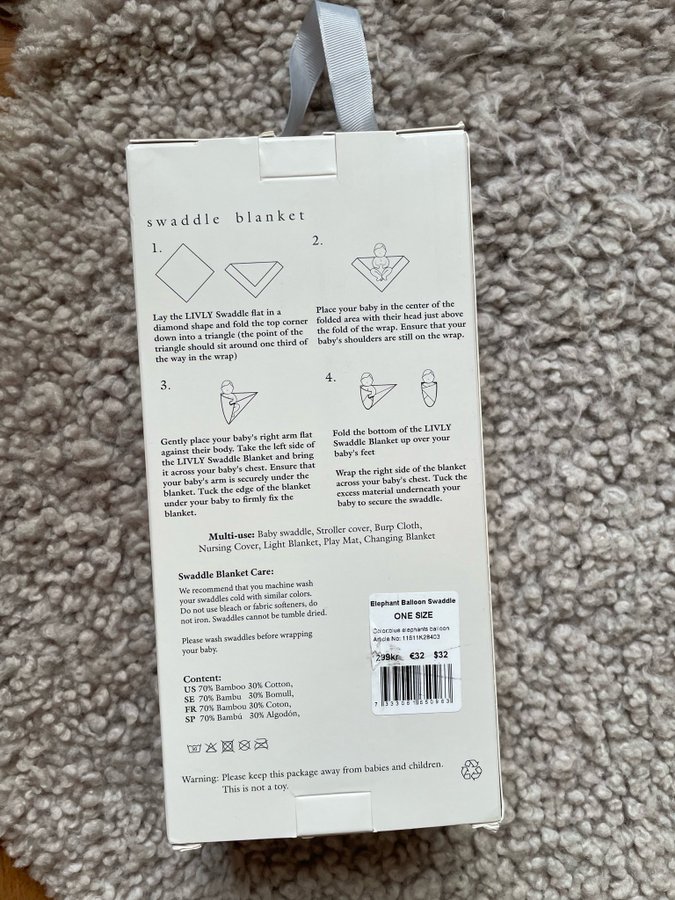 swaddle blanket
1.
Lay the LIVLY Swaddle flat in a
diamond shape and fold the top corner
down into a triangle (the point of the
triangle should sit around one third of
the way in the wrap)
2.
Place your baby in the center of the
folded area with their head just above
the fold of the wrap. Ensure that your
baby's shoulders are still on the wrap.
3.
Gently place your baby's right arm flat
against their body. Take the left side of
the LIVLY Swaddle Blanket and bring
it across your baby's chest. Ensure that
your baby's arm is securely under the
blanket. Tuck the edge of the blanket
under your baby to firmly fix the
blanket.
4.
Fold the bottom of the LIVLY
Swaddle Blanket up over your
baby's feet
Wrap the right side of the blanket
across your baby's chest. Tuck the
excess material underneath your
baby to secure the swaddle.
Multi-use: Baby swaddle, Stroller cover, Burp Cloth,
Nursing Cover, Light Blanket, Play Mat, Changing Blanket
Swaddle Blanket Care:
We recommend that you machine wash
your swaddles cold with similar colors.
Do not use bleach or fabric softeners, do
not iron. Swaddles cannot be tumble dried.
Please wash swaddles before wrapping
your baby.
Content:
US 70% Bamboo 30% Cotton,
SE 70% Bambu 30% Bomull,
FR 70% Bambou 30% Coton,
SP 70% Bambú 30% Algodón,
Elephant Balloon Swaddle
ONE SIZE
Color:blue elephants balloon
Article No: 11511K28403
€32 $32
Warning: Please keep this package away from babies and children.
This is not a toy.